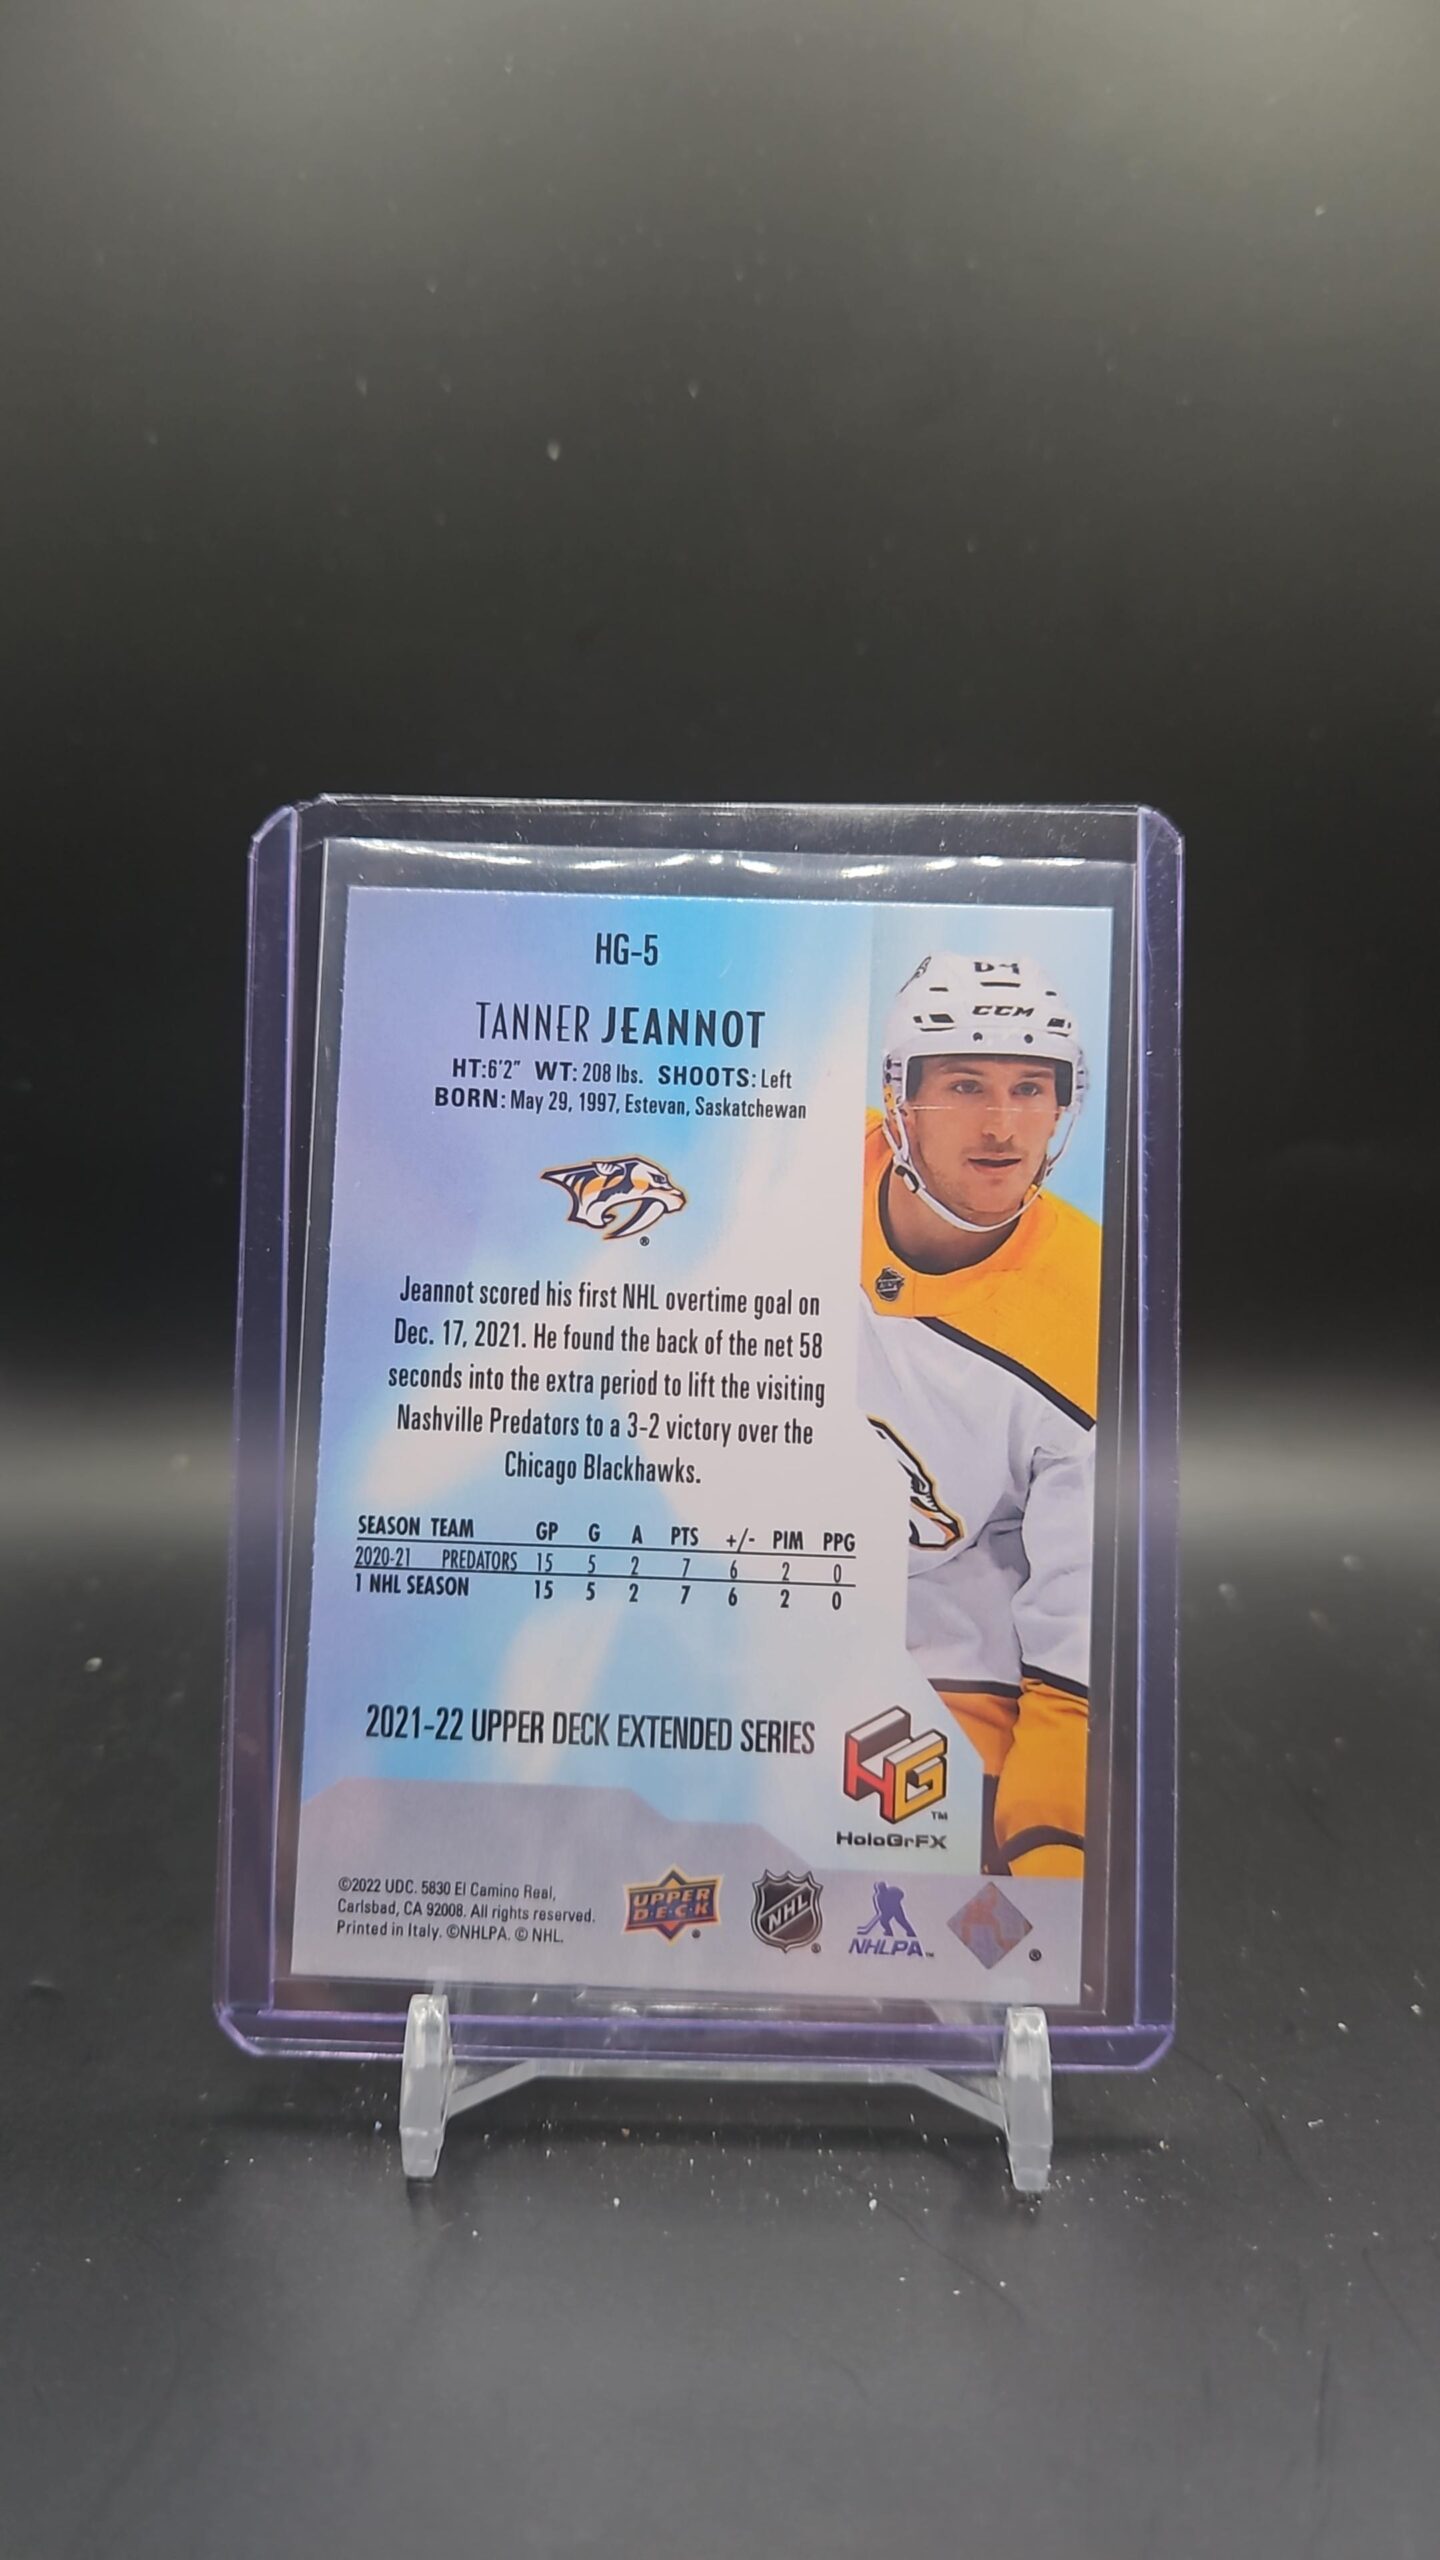 HG-5
TANNER JEANNOT
HT:6'2" WT: 208 lbs. SHOOTS: Left
BORN: May 29, 1997, Estevan, Saskatchewan
®
Jeannot scored his first NHL overtime goal on
Dec. 17, 2021. He found the back of the net 58
seconds into the extra period to lift the visiting
Nashville Predators to a 3-2 victory over the
Chicago Blackhawks.
SEASON TEAM GP G A PTS +/- PIM PPG
2020-21 PREDATORS 15 5 2 7 6 2 0
1 NHL SEASON 15 5 2 7 6 2 0
2021-22 UPPER DECK EXTENDED SERIES
HG™
HoloGrFX
©2022 UDC. 5830 El Camino Real,
Carlsbad, CA 92008. All rights reserved.
Printed in Italy. ©NHLPA. © NHL.
UPPER
DECK®
NHL®
NHLPA™
®
CCM